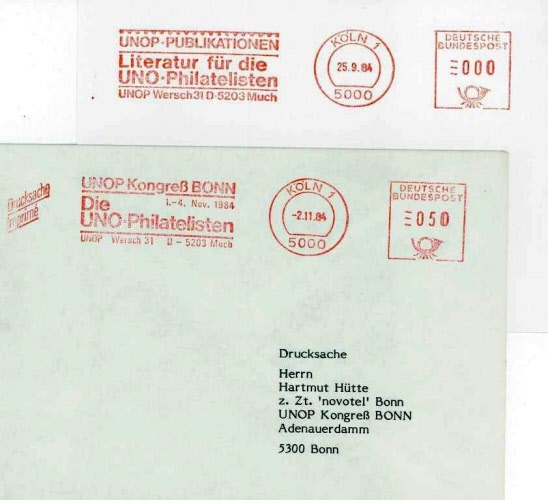 UNOP-PUBLIKATIONEN
Literatur für die
UNO-Philatelisten
UNOP Wersch 31 D-5203 Much
KÖLN 1
25.9.84
5000
DEUTSCHE
BUNDESPOST
000
Drucksache
UNOP Kongreß BONN
1.-4. Nov. 1984
Die
UNO-Philatelisten
UNOP Wersch 31 D - 5203 Much
KÖLN 1
-2.11.84
5000
DEUTSCHE
BUNDESPOST
050
Drucksache
Herrn
Hartmut Hütte
z. Zt. 'novotel' Bonn
UNOP Kongreß BONN
Adenauerdamm
5300 Bonn